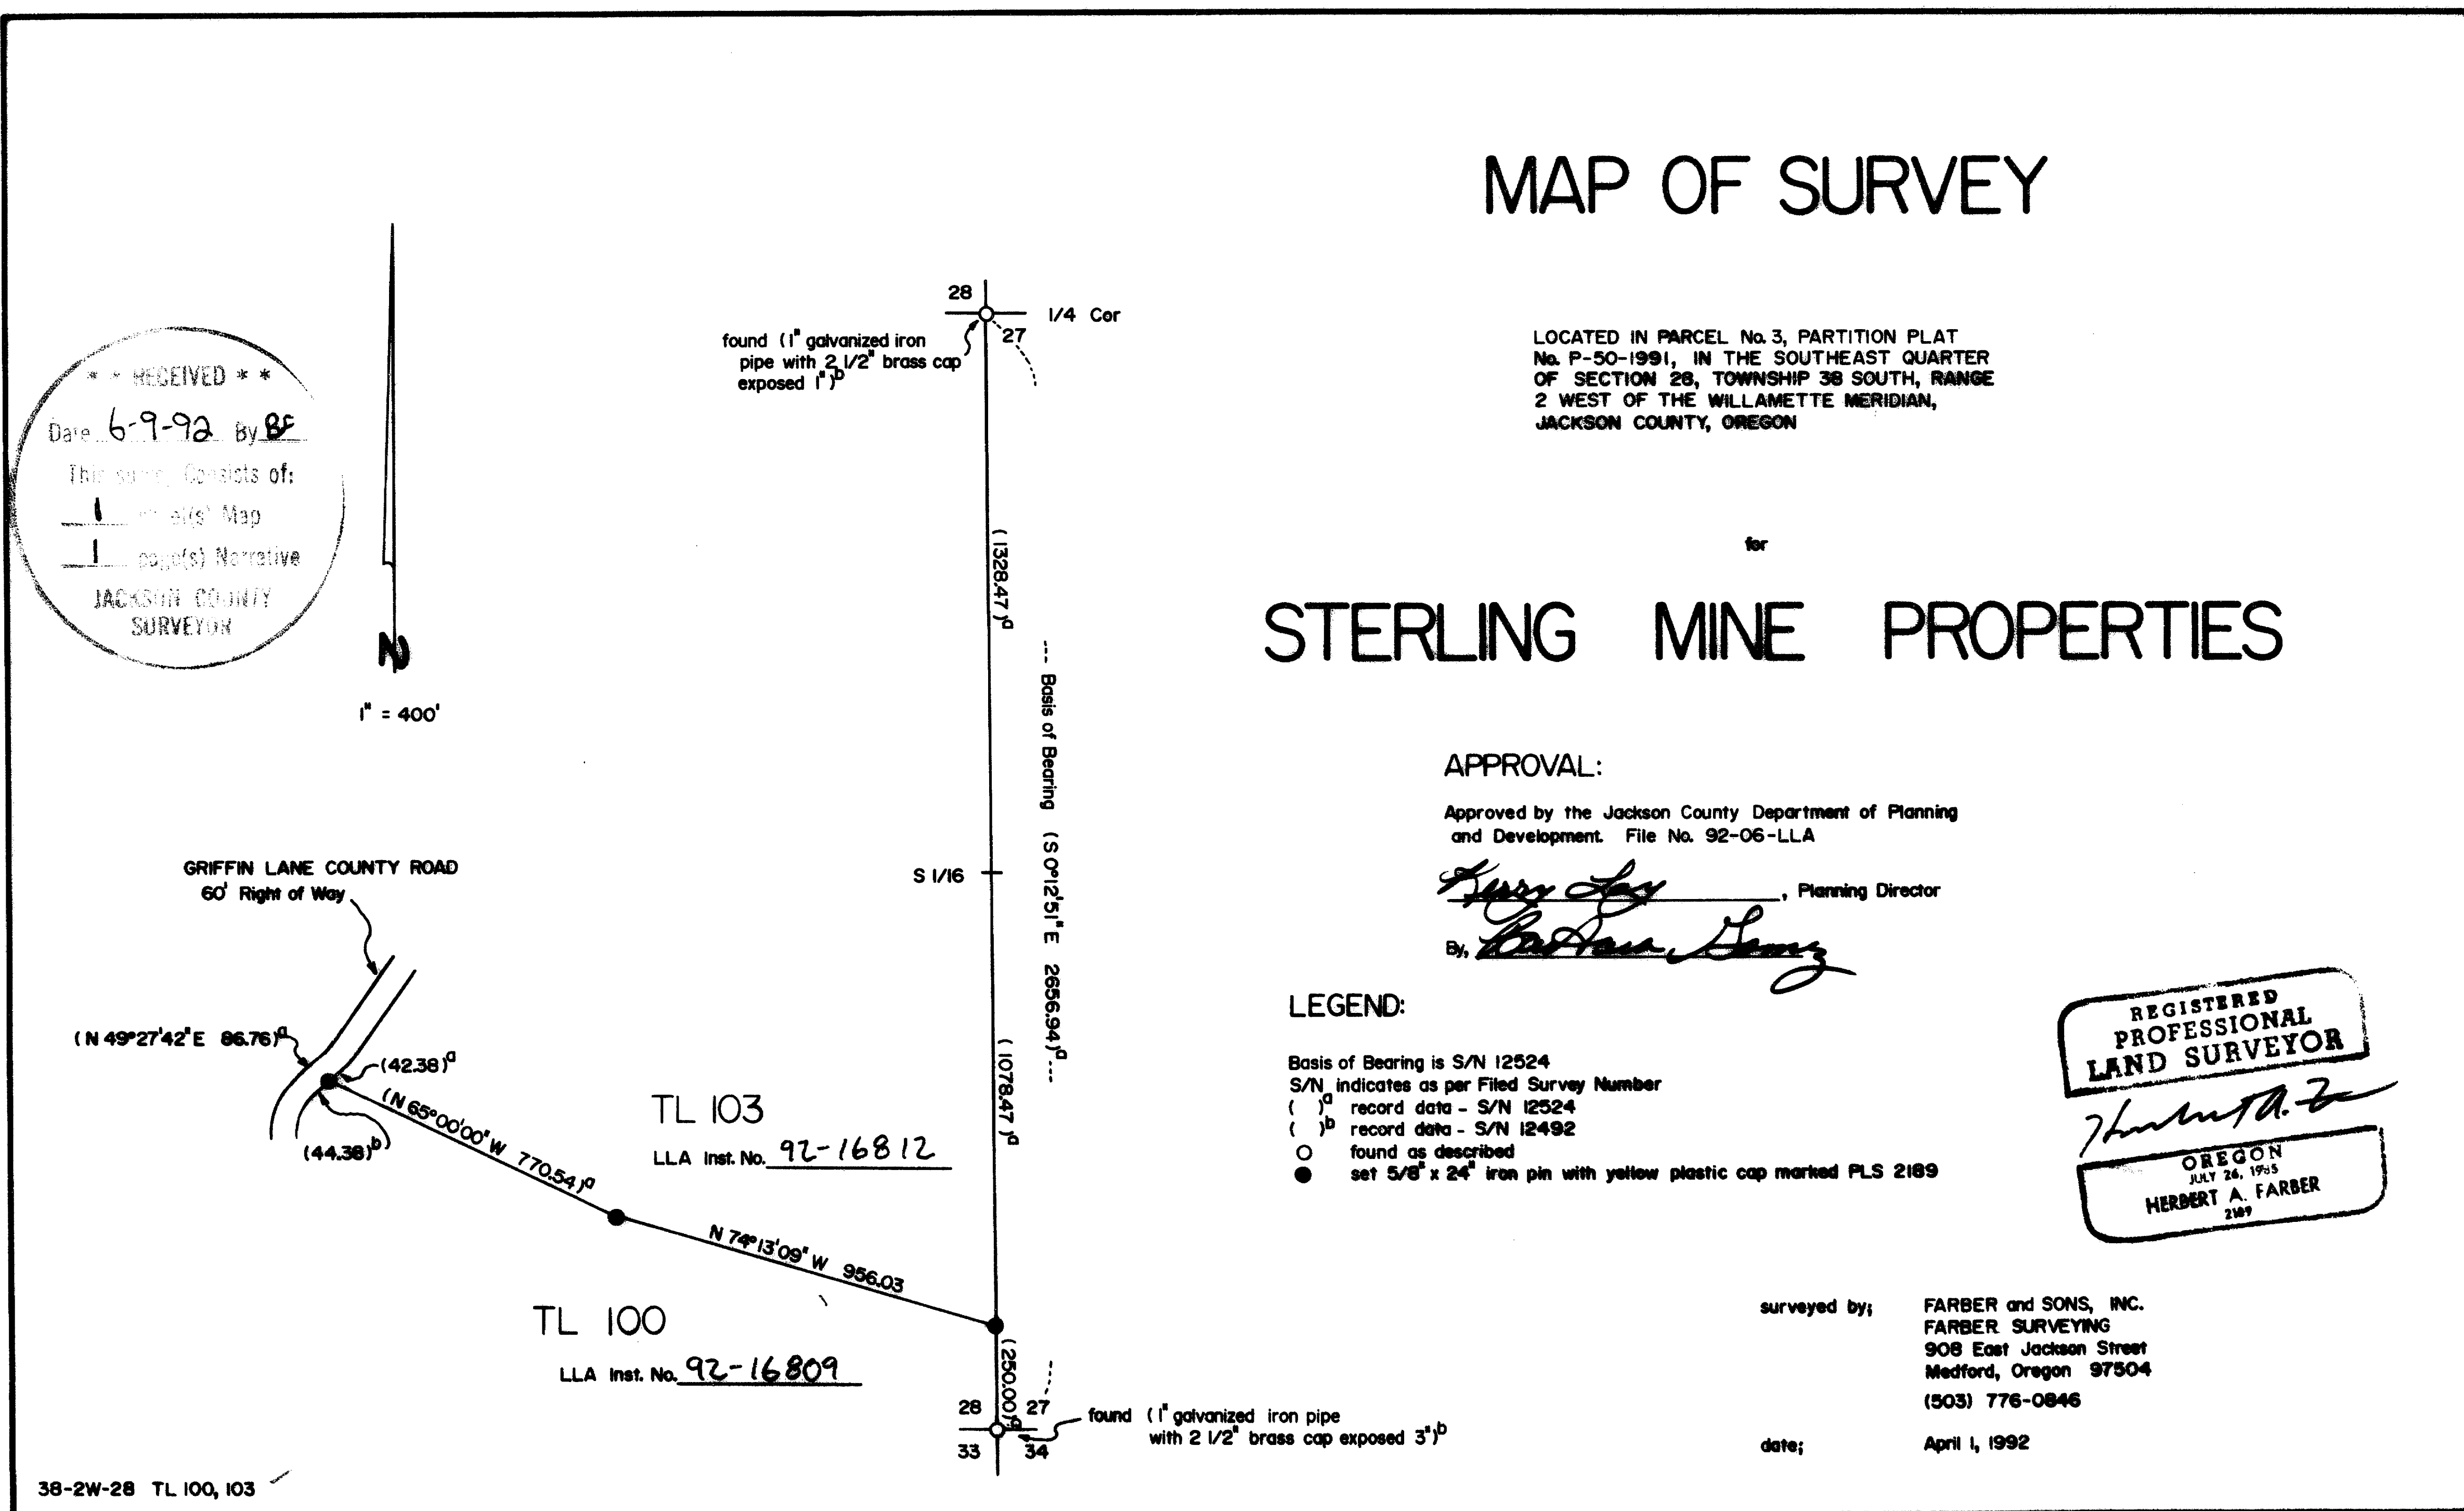 MAP OF SURVEY
LOCATED IN PARCEL No. 3, PARTITION PLAT
No. P-50-1991, IN THE SOUTHEAST QUARTER
OF SECTION 28, TOWNSHIP 38 SOUTH, RANGE
2 WEST OF THE WILLAMETTE MERIDIAN,
JACKSON COUNTY, OREGON
for
STERLING MINE PROPERTIES
* * RECEIVED * *
Date 6-9-92 By BF
This survey Consists of:
1 Map
1 page(s) Narrative
JACKSON COUNTY
SURVEYOR
N
1" = 400'
28
1/4 Cor
27
found (1" galvanized iron
pipe with 2 1/2" brass cap
exposed 1")b
(1328.47)a
--- Basis of Bearing (S 0°12'51" E 2656.94)a ---
S 1/16
(1078.47)a
GRIFFIN LANE COUNTY ROAD
60' Right of Way
(N 49°27'42" E 86.76)a
(42.38)a
(44.38)b
(N 65°00'00" W 770.54)a
TL 103
LLA Inst. No. 92-16812
N 74°13'09" W 956.03
TL 100
LLA Inst. No. 92-16809
(250.00)a
28 27
33 34
found (1" galvanized iron pipe
with 2 1/2" brass cap exposed 3")b
38-2W-28 TL 100, 103
APPROVAL:
Approved by the Jackson County Department of Planning
and Development. File No. 92-06-LLA
, Planning Director
By,
LEGEND:
Basis of Bearing is S/N 12524
S/N indicates as per Filed Survey Number
( )a record data - S/N 12524
( )b record data - S/N 12492
found as described
set 5/8" x 24" iron pin with yellow plastic cap marked PLS 2189
REGISTERED
PROFESSIONAL
LAND SURVEYOR
OREGON
JULY 26, 1985
HERBERT A. FARBER
2189
surveyed by; FARBER and SONS, INC.
FARBER SURVEYING
908 East Jackson Street
Medford, Oregon 97504
(503) 776-0846
date; April 1, 1992